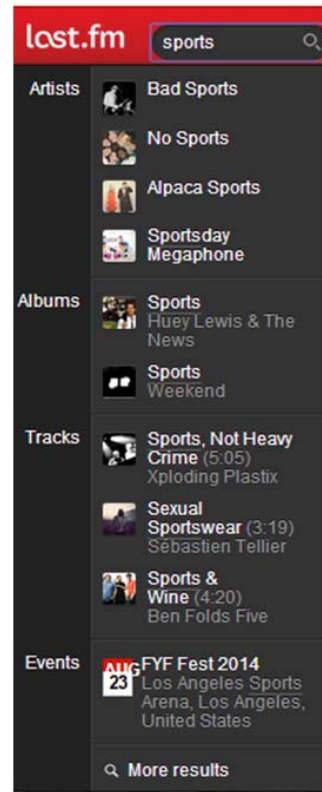 last.fm
sports
Artists
Bad Sports
No Sports
Alpaca Sports
Sportsday
Megaphone
Albums
Sports
Huey Lewis & The
News
Sports
Weekend
Tracks
Sports, Not Heavy
Crime (5:05)
Xploding Plastix
Sexual
Sportswear (3:19)
Sébastien Tellier
Sports &
Wine (4:20)
Ben Folds Five
Events
AUG
23
FYF Fest 2014
Los Angeles Sports
Arena, Los Angeles,
United States
More results